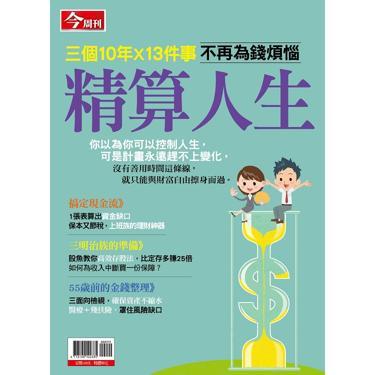 今周刊
三個10年x13件事 不再為錢煩惱
精算人生
你以為你可以控制人生，
可是計畫永遠趕不上變化，
沒有善用時間這條線，
就只能與財富自由擦身而過。
搞定現金流》
1張表算出資金缺口
保本又節稅，上班族的理財神器
三明治族的準備》
股魚教你高效存股法，比定存多賺25倍
如何為收入中斷買一份保障？
55歲前的金錢整理》
三面向檢視，確保資產不縮水
醫療＋殘扶險，罩住風險缺口
$